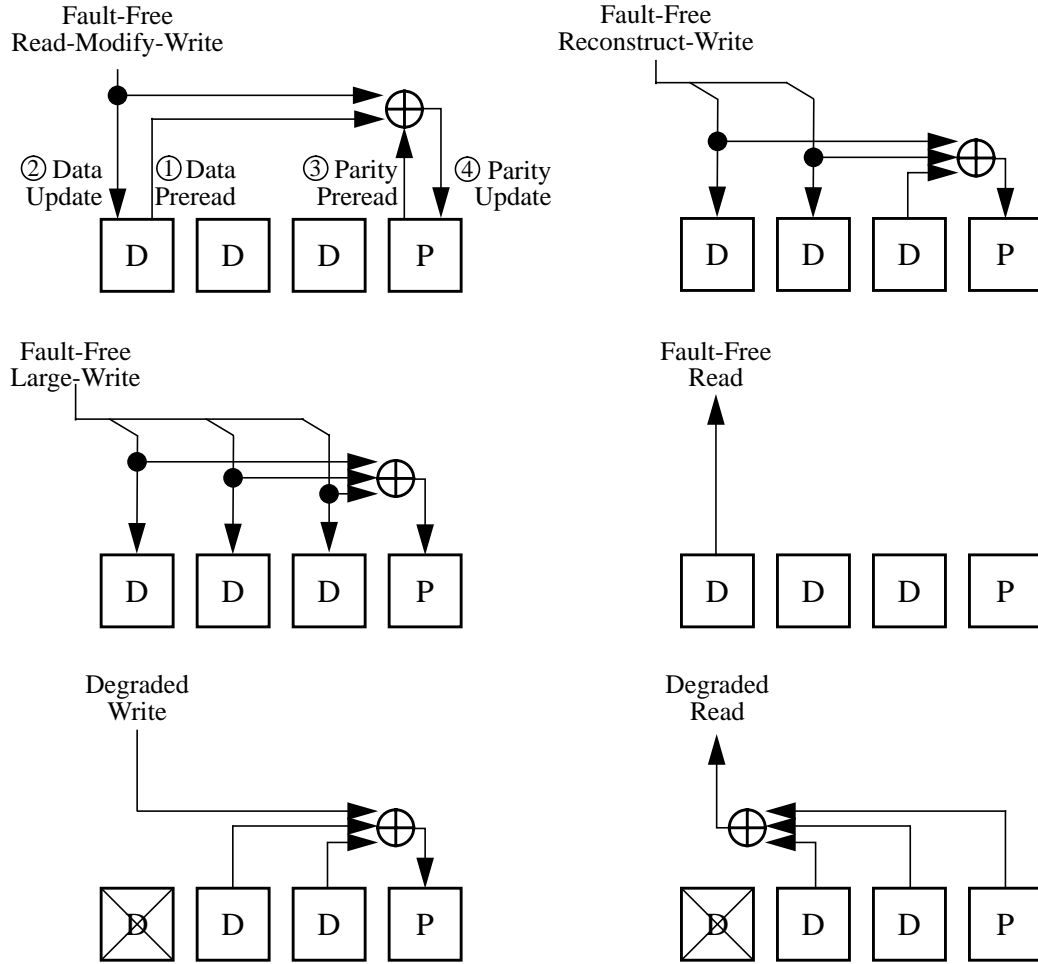 Fault-Free
Read-Modify-Write
② Data
Update
① Data
Preread
③ Parity
Preread
④ Parity
Update
D D D P
Fault-Free
Reconstruct-Write
D D D P
Fault-Free
Large-Write
D D D P
Fault-Free
Read
D D D P
Degraded
Write
D D D P
Degraded
Read
D D D P